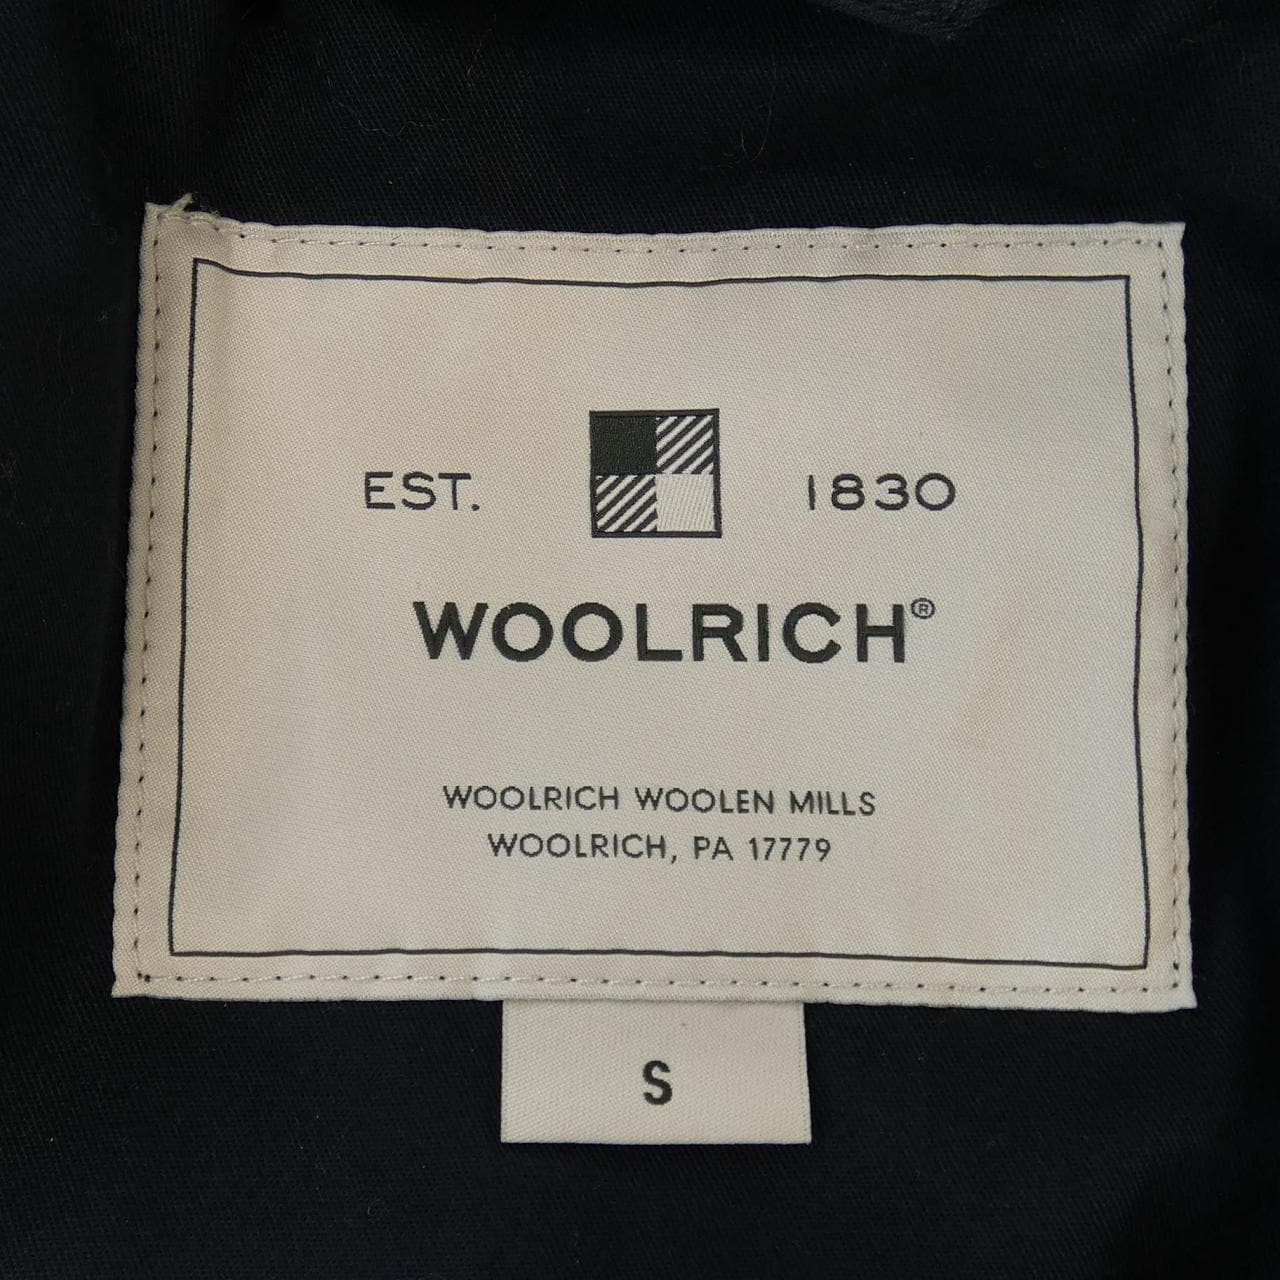 EST. 1830
WOOLRICH®
WOOLRICH WOOLEN MILLS
WOOLRICH, PA 17779
S